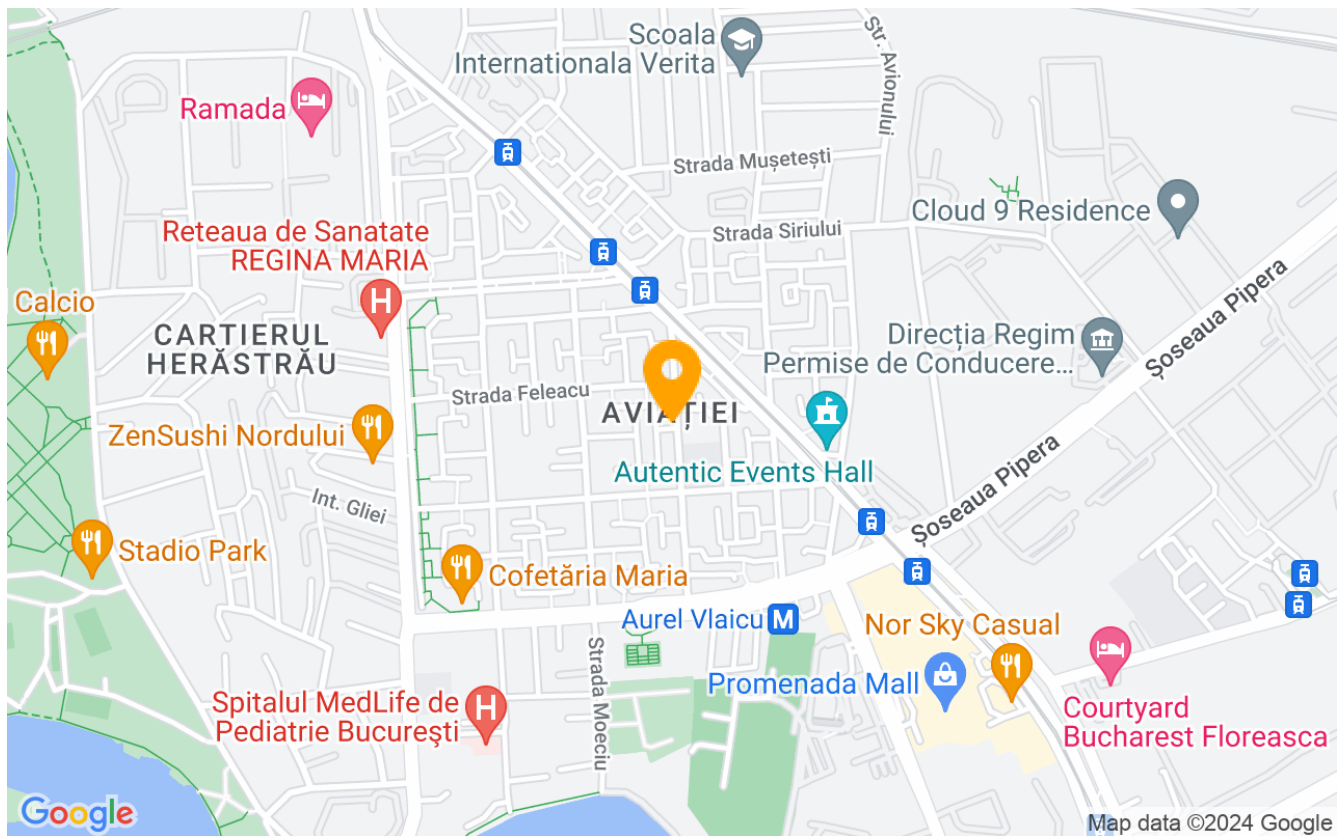 Scoala
Internationala Verita
Str. Avionului
Ramada
Strada Mușetești
Cloud 9 Residence
Strada Siriului
Reteaua de Sanatate
REGINA MARIA
Calcio
CARTIERUL
HERĂSTRĂU
Direcția Regim
Permise de Conducere...
Șoseaua Pipera
Strada Feleacu
AVIAȚIEI
ZenSushi Nordului
Autentic Events Hall
Int. Gliei
Șoseaua Pipera
Stadio Park
Cofetăria Maria
Aurel Vlaicu
M
Nor Sky Casual
Strada Moeciu
Promenada Mall
Spitalul MedLife de
Pediatrie Bucureşti
Courtyard
Bucharest Floreasca
H
H
Google
Map data ©2024 Google